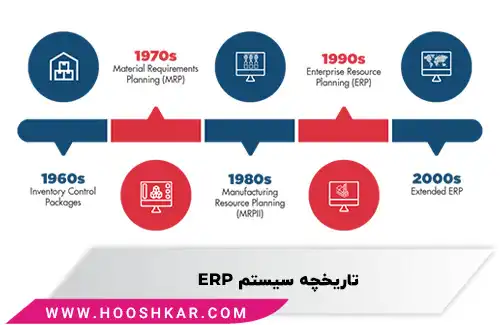 1970s
Material Requirements
Planning (MRP)
1990s
Enterprise Resource
Planning (ERP)
1960s
Inventory Control
Packages
1980s
Manufacturing
Resource Planning
(MRPII)
2000s
Extended ERP
تاریخچه سیستم ERP
WWW.HOOSHKAR.COM